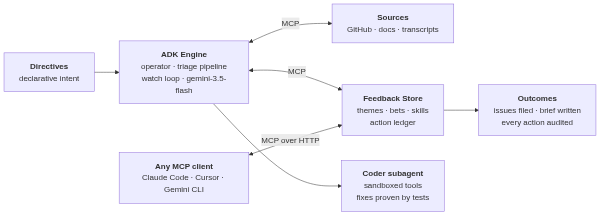 Sources
GitHub · docs · transcripts
MCP
Directives
declarative intent
ADK Engine
operator · triage pipeline
watch loop · gemini-3.5-
flash
MCP
Feedback Store
themes · bets · skills
action ledger
Outcomes
issues filed · brief written
every action audited
MCP over HTTP
Any MCP client
Claude Code · Cursor ·
Gemini CLI
Coder subagent
sandboxed tools
fixes proven by tests